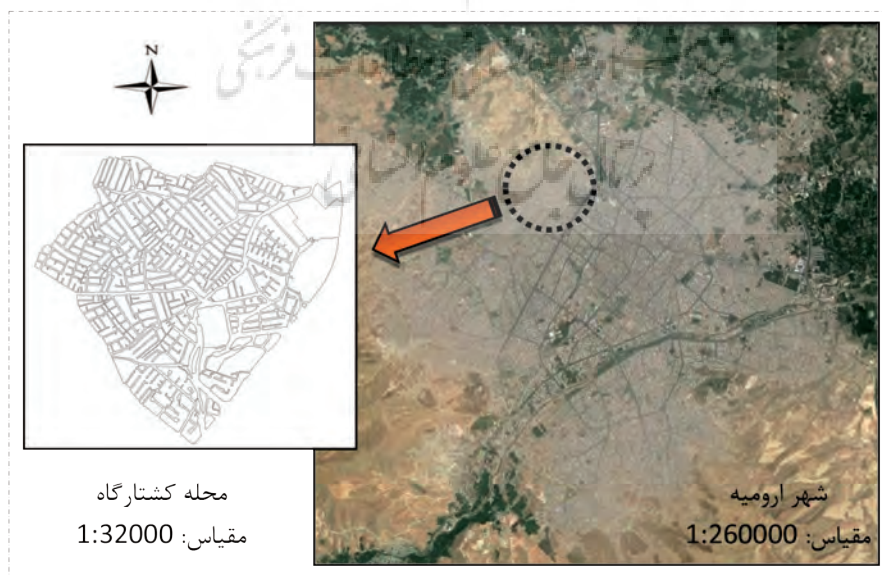 N
محله کشتارگاه
مقیاس: 1:32000
شهر ارومیه
مقیاس: 1:260000